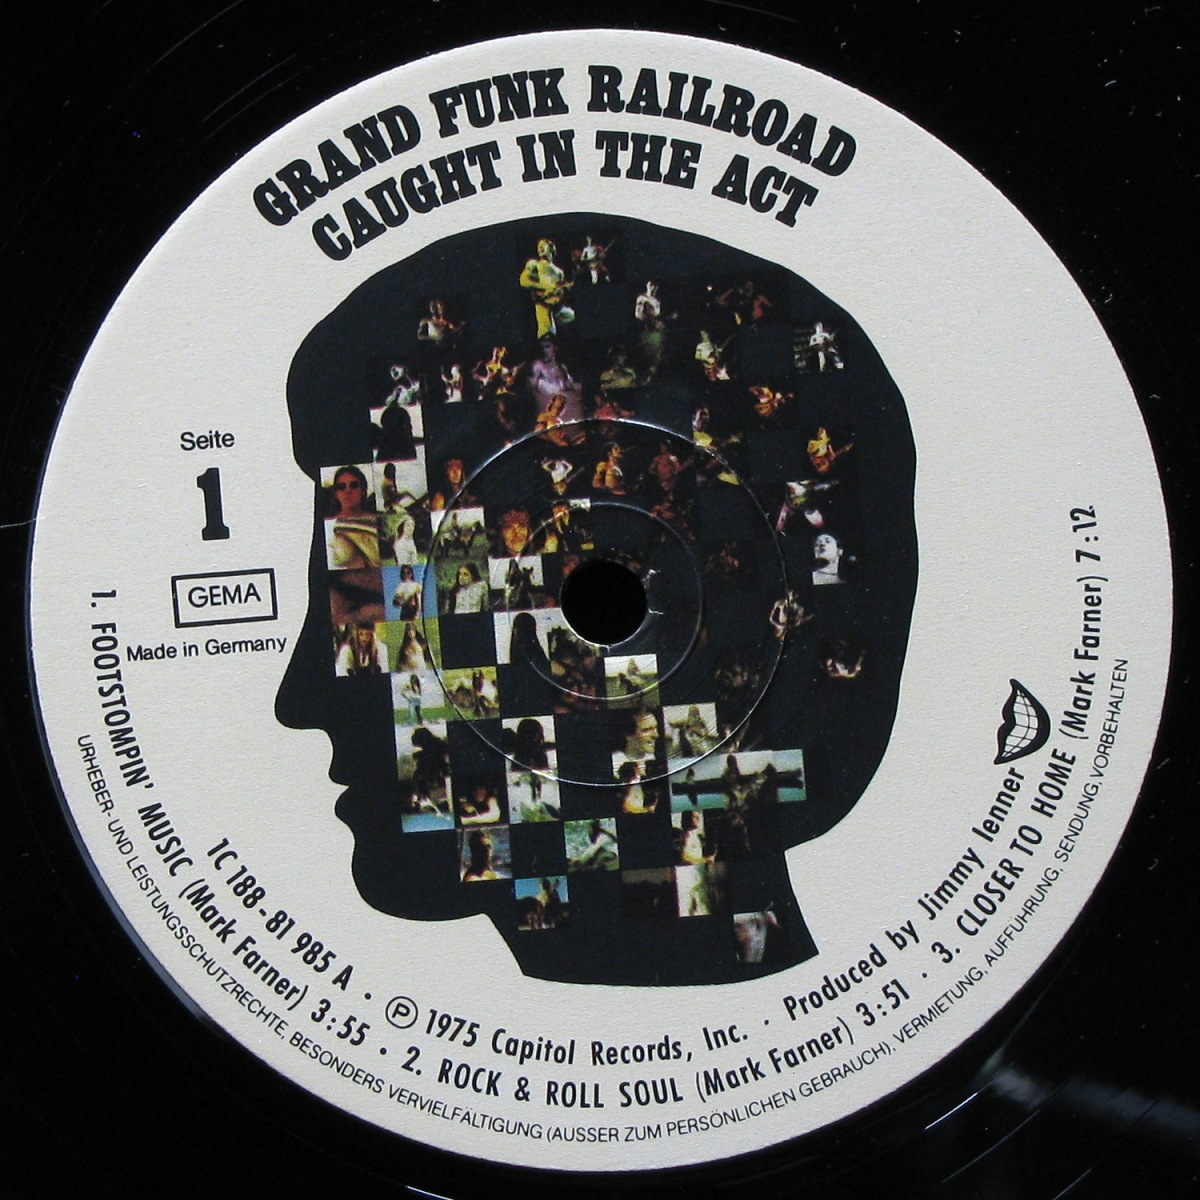 GRAND FUNK RAILROAD
CAUGHT IN THE ACT
Seite
1
GEMA
Made in Germany
1C 188-81 985 A · Ⓟ 1975 Capitol Records, Inc. · Produced by Jimmy Ienner
1. FOOTSTOMPIN' MUSIC (Mark Farner) 3:55 · 2. ROCK & ROLL SOUL (Mark Farner) 3:51 · 3. CLOSER TO HOME (Mark Farner) 7:12
URHEBER- UND LEISTUNGSSCHUTZRECHTE, BESONDERS VERVIELFÄLTIGUNG (AUSSER ZUM PERSÖNLICHEN GEBRAUCH), VERMIETUNG, AUFFÜHRUNG, SENDUNG, VORBEHALTEN